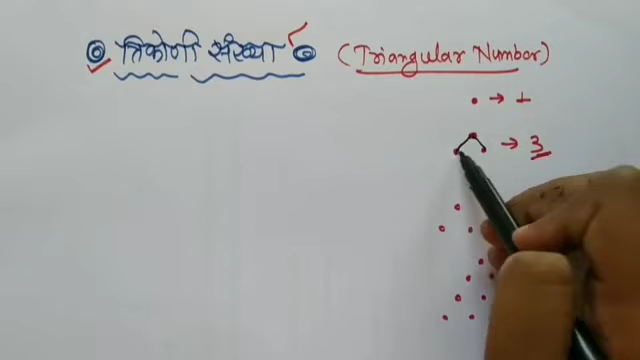 त्रिकोणी संख्या (Triangular Number)
→ 1
→ 3